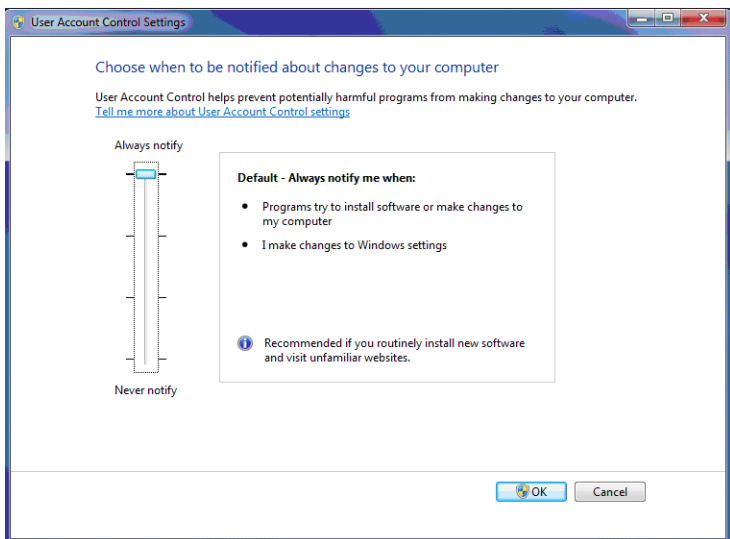 User Account Control Settings
Choose when to be notified about changes to your computer
User Account Control helps prevent potentially harmful programs from making changes to your computer.
Tell me more about User Account Control settings
Always notify
Default - Always notify me when:
• Programs try to install software or make changes to
my computer
• I make changes to Windows settings
Recommended if you routinely install new software
and visit unfamiliar websites.
Never notify
OK Cancel